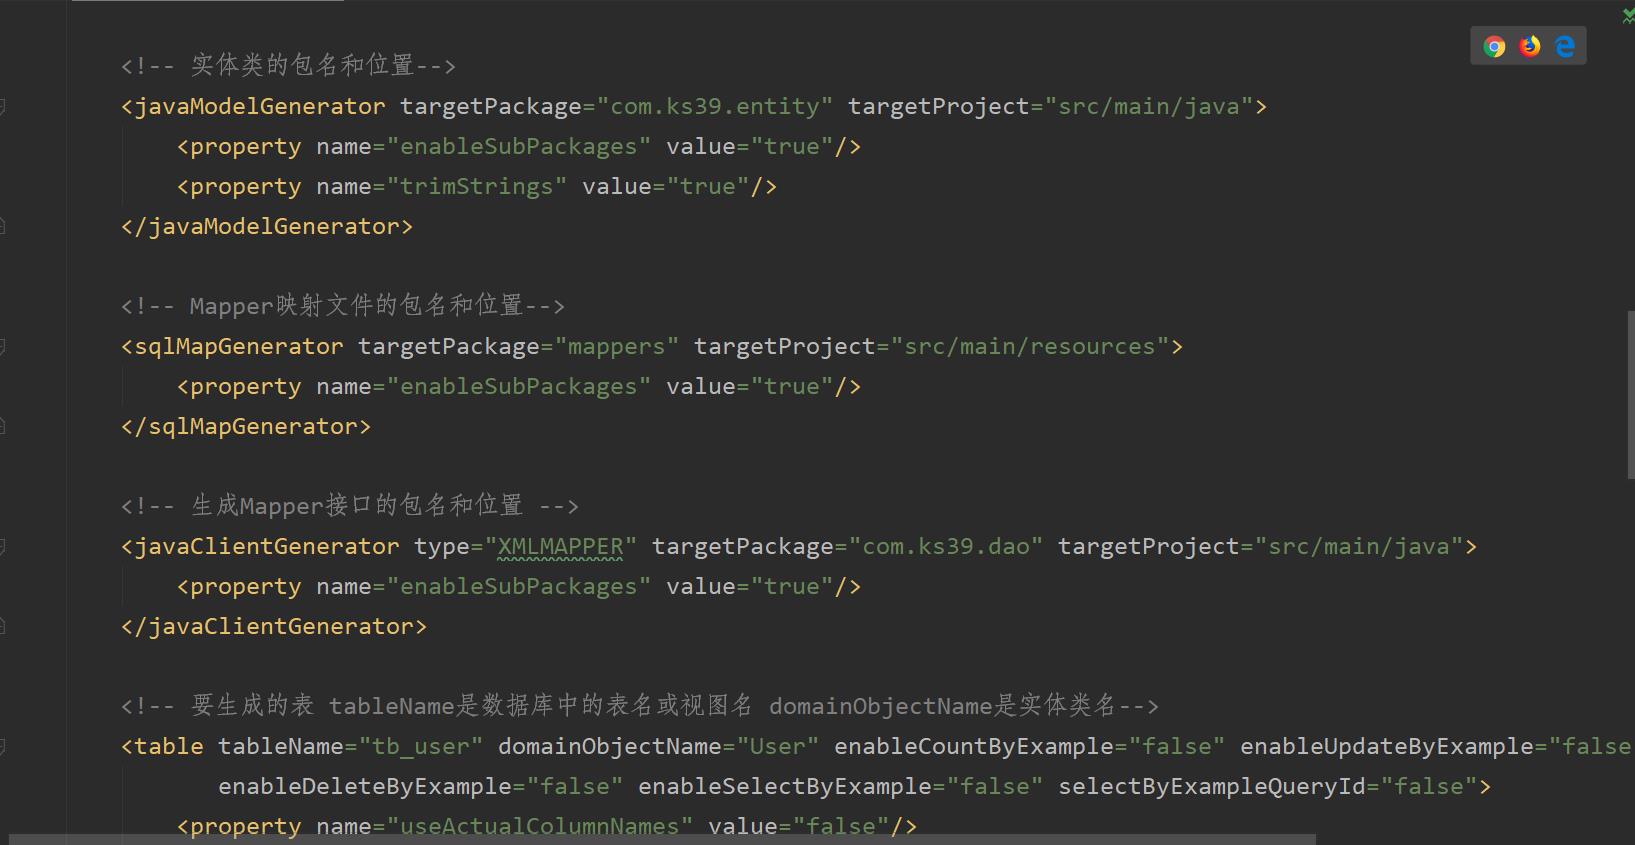 <!-- 实体类的包名和位置-->
<javaModelGenerator targetPackage="com.ks39.entity" targetProject="src/main/java">
<property name="enableSubPackages" value="true"/>
<property name="trimStrings" value="true"/>
</javaModelGenerator>
<!-- Mapper映射文件的包名和位置-->
<sqlMapGenerator targetPackage="mappers" targetProject="src/main/resources">
<property name="enableSubPackages" value="true"/>
</sqlMapGenerator>
<!-- 生成Mapper接口的包名和位置 -->
<javaClientGenerator type="XMLMAPPER" targetPackage="com.ks39.dao" targetProject="src/main/java">
<property name="enableSubPackages" value="true"/>
</javaClientGenerator>
<!-- 要生成的表 tableName是数据库中的表名或视图名 domainObjectName是实体类名-->
<table tableName="tb_user" domainObjectName="User" enableCountByExample="false" enableUpdateByExample="false
enableDeleteByExample="false" enableSelectByExample="false" selectByExampleQueryId="false">
<property name="useActualColumnNames" value="false"/>